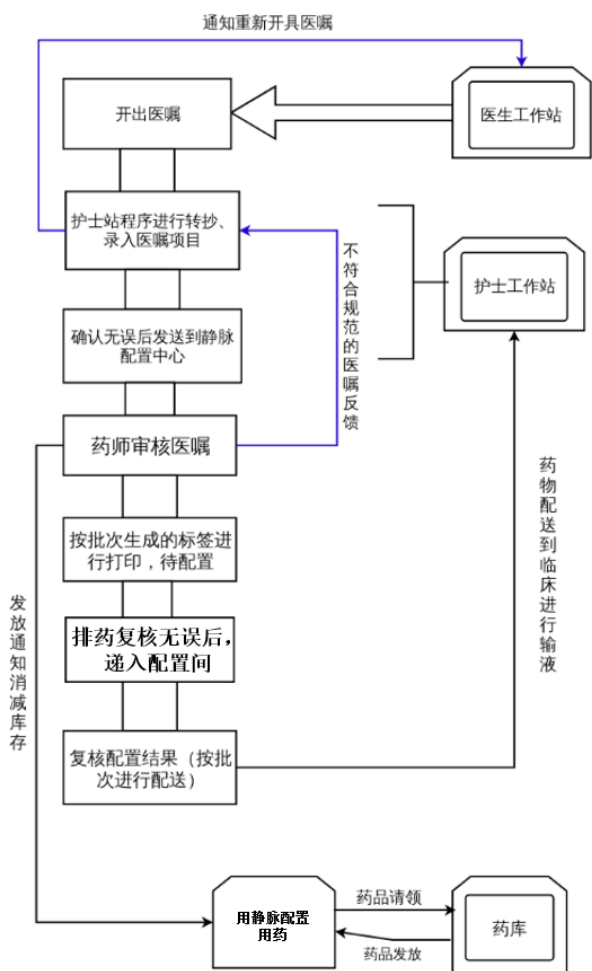 通知重新开具医嘱
开出医嘱
医生工作站
护士站程序进行转抄、
录入医嘱项目
不符合规范的医嘱反馈
护士工作站
确认无误后发送到静脉
配置中心
药师审核医嘱
按批次生成的标签进
行打印，待配置
药物配送到临床进行输液
发放通知消减库存
排药复核无误后，
递入配置间
复核配置结果（按批
次进行配送）
用静脉配置
用药
药品请领
药库
药品发放